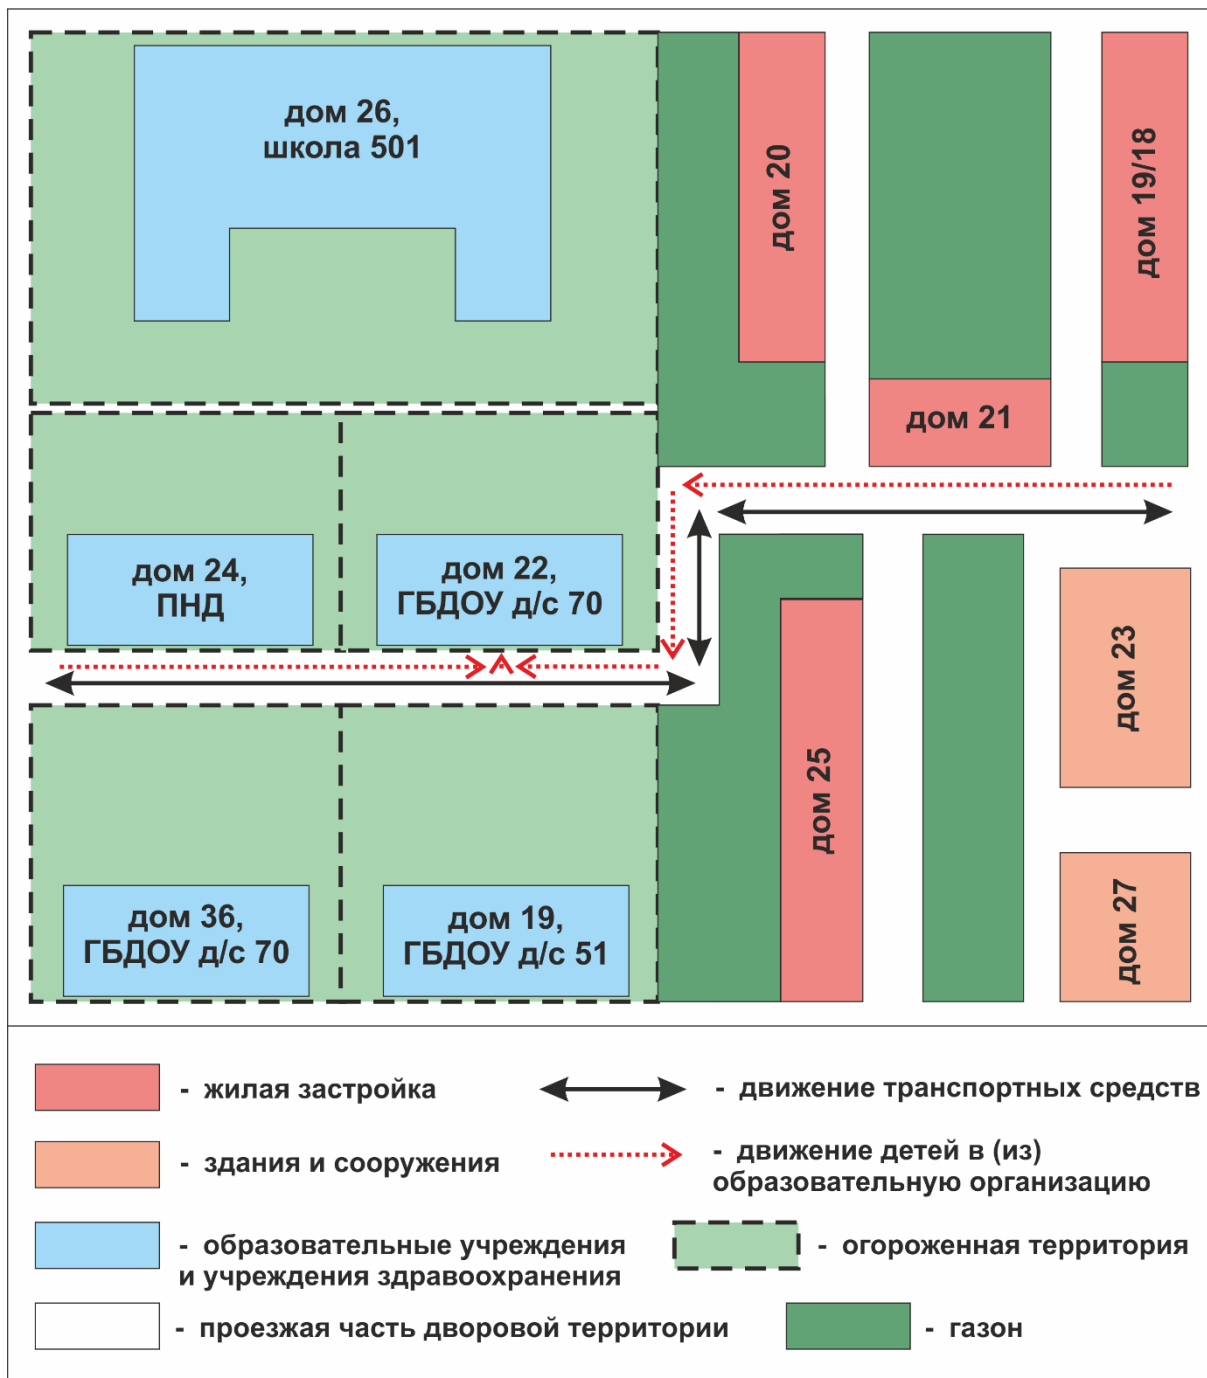 дом 26,
школа 501
дом 20
дом 19/18
дом 21
дом 24,
ПНД
дом 22,
ГБДОУ д/с 70
дом 23
дом 25
дом 36,
ГБДОУ д/с 70
дом 19,
ГБДОУ д/с 51
дом 27
- жилая застройка
- движение транспортных средств
- здания и сооружения
- движение детей в (из)
образовательную организацию
- образовательные учреждения
и учреждения здравоохранения
- огороженная территория
- проезжая часть дворовой территории
- газон